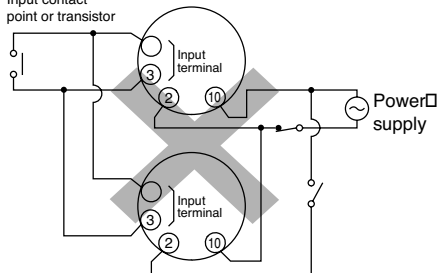 Input contact
point or transistor
Input
terminal
3
2
10
Power
supply
Input
terminal
3
2
10